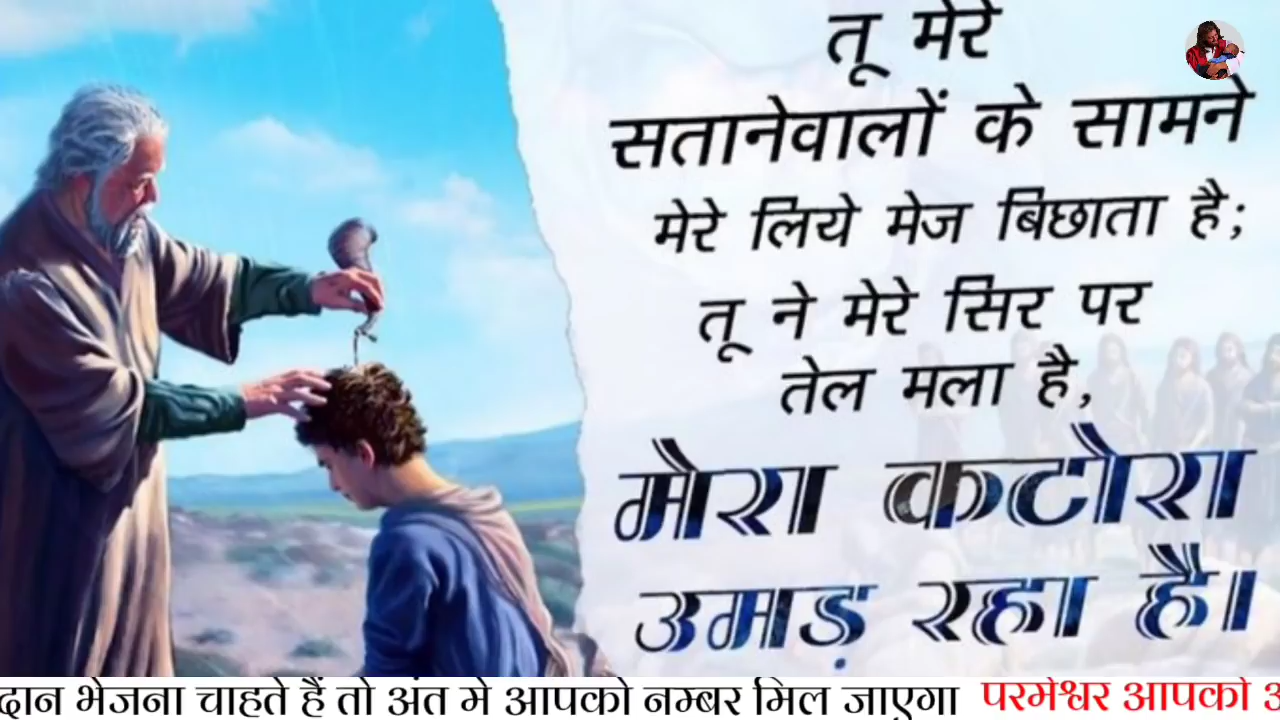 तू मेरे
सतानेवालों के सामने
मेरे लिये मेज बिछाता है;
तू ने मेरे सिर पर
तेल मला है,
मेरा कटोरा
उमड़ रहा है।
दान भेजना चाहते हैं तो अंत मे आपको नम्बर मिल जाएगा परमेश्वर आपको